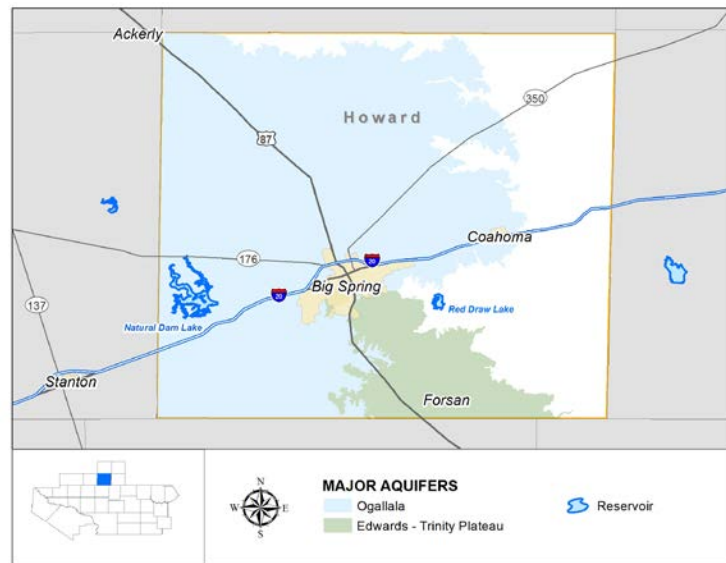 Ackerly
350
Howard
87
Coahoma
176
20
Big Spring
20
137
Natural Dam Lake
Red Draw Lake
Stanton
Forsan
N
W
E
S
MAJOR AQUIFERS
Ogallala
Edwards - Trinity Plateau
Reservoir